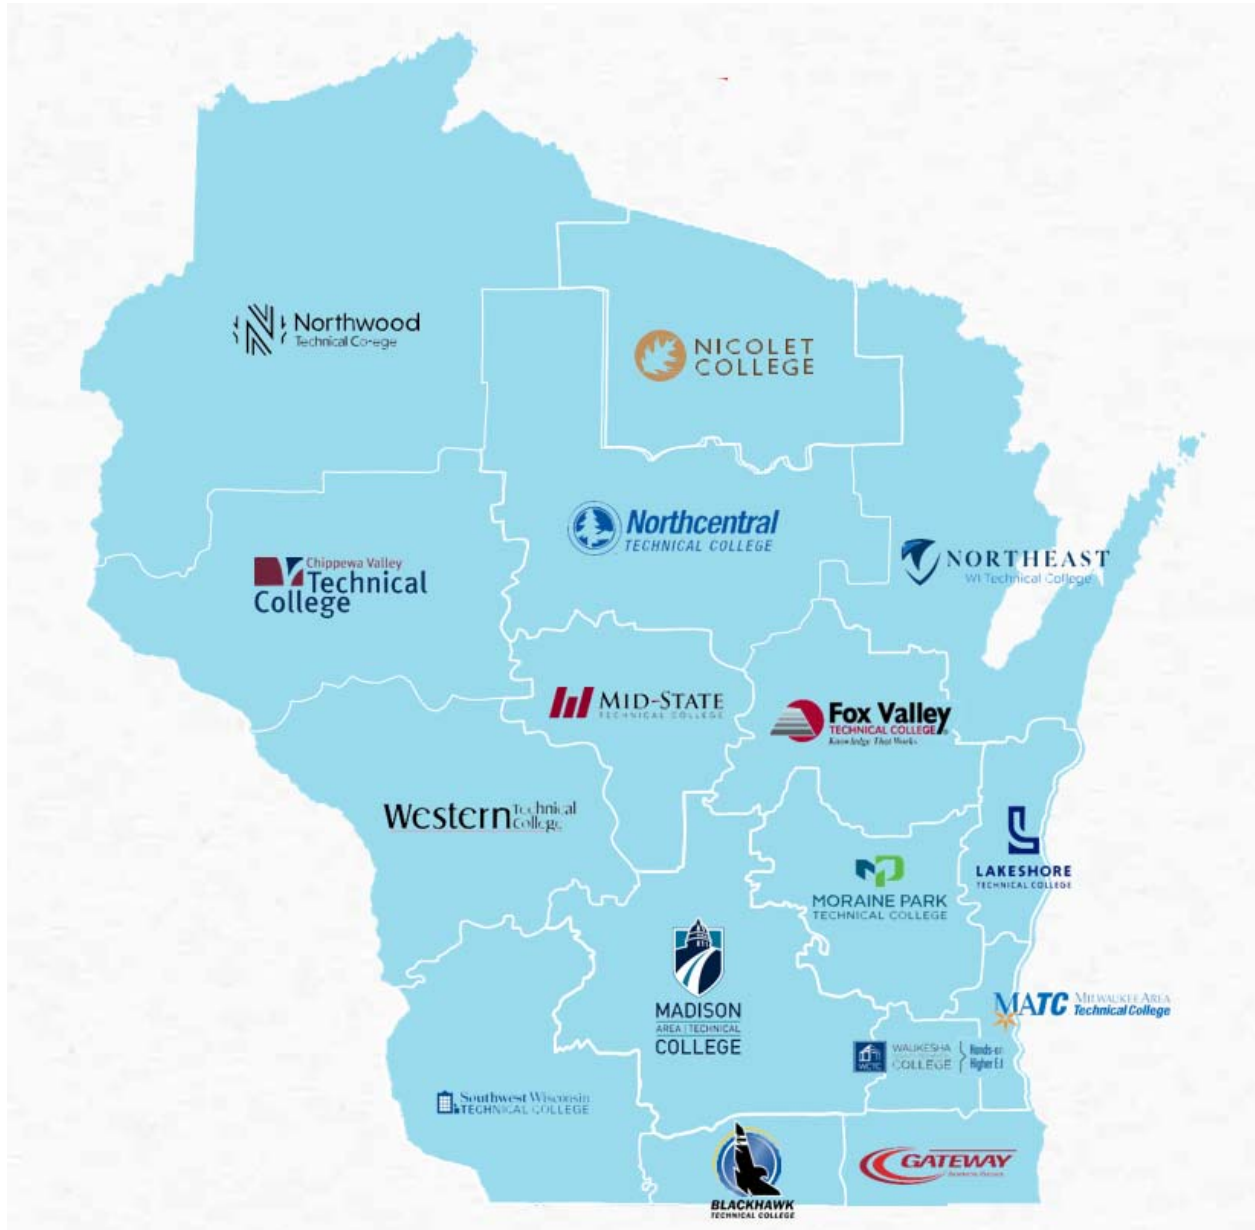 Northwood
Technical Co•ege
NICOLET
COLLEGE
Northcentral
TECHNICAL COLLEGE
NORTHEAST
WI Technical College
Chippewa Valley
Technical
College
MID-STATE
TECHNICAL COLLEGE
Fox Valley
TECHNICAL COLLEGE®
Knowledge That Works
Western Technical
College
LAKESHORE
TECHNICAL COLLEGE
MORAINE PARK
TECHNICAL COLLEGE
MADISON
AREA | TECHNICAL
COLLEGE
MATC MILWAUKEE AREA
Technical College
WCTC
WAUKESHA
COLLEGE
Hands-on
Higher Ed
Southwest Wisconsin
TECHNICAL COLLEGE
BLACKHAWK
TECHNICAL COLLEGE
GATEWAY